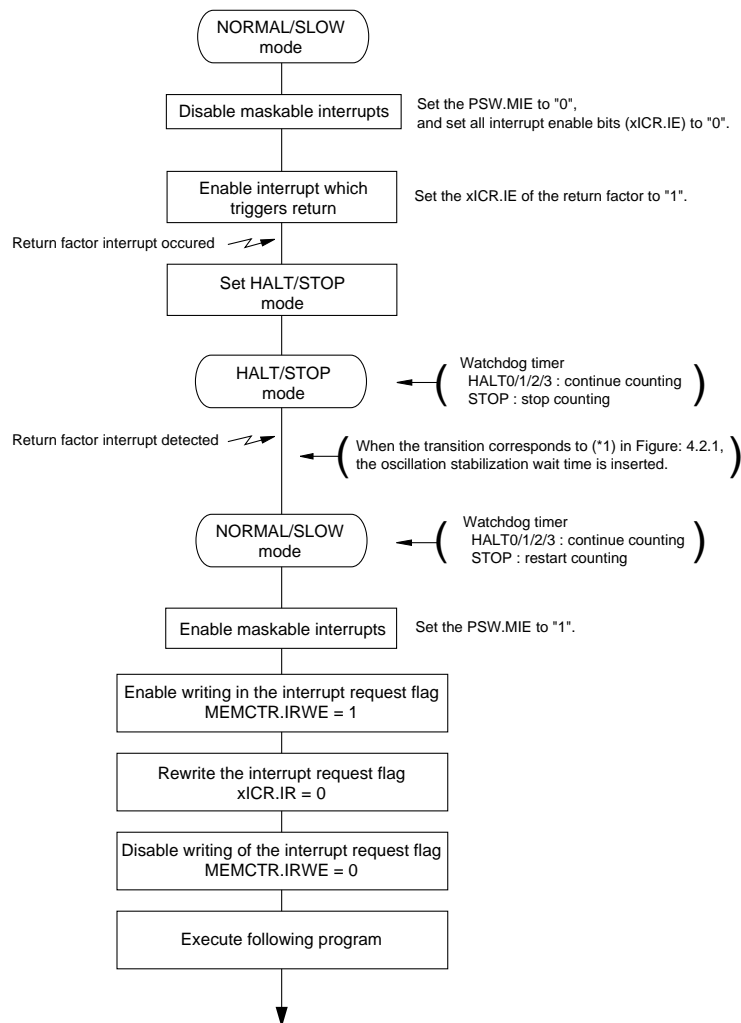 NORMAL/SLOW
mode
Disable maskable interrupts
Set the PSW.MIE to "0",
and set all interrupt enable bits (xICR.IE) to "0".
Enable interrupt which
triggers return
Set the xICR.IE of the return factor to "1".
Return factor interrupt occured
Set HALT/STOP
mode
HALT/STOP
mode
Watchdog timer
HALT0/1/2/3 : continue counting
STOP : stop counting
Return factor interrupt detected
When the transition corresponds to (*1) in Figure: 4.2.1,
the oscillation stabilization wait time is inserted.
NORMAL/SLOW
mode
Watchdog timer
HALT0/1/2/3 : continue counting
STOP : restart counting
Enable maskable interrupts
Set the PSW.MIE to "1".
Enable writing in the interrupt request flag
MEMCTR.IRWE = 1
Rewrite the interrupt request flag
xICR.IR = 0
Disable writing of the interrupt request flag
MEMCTR.IRWE = 0
Execute following program